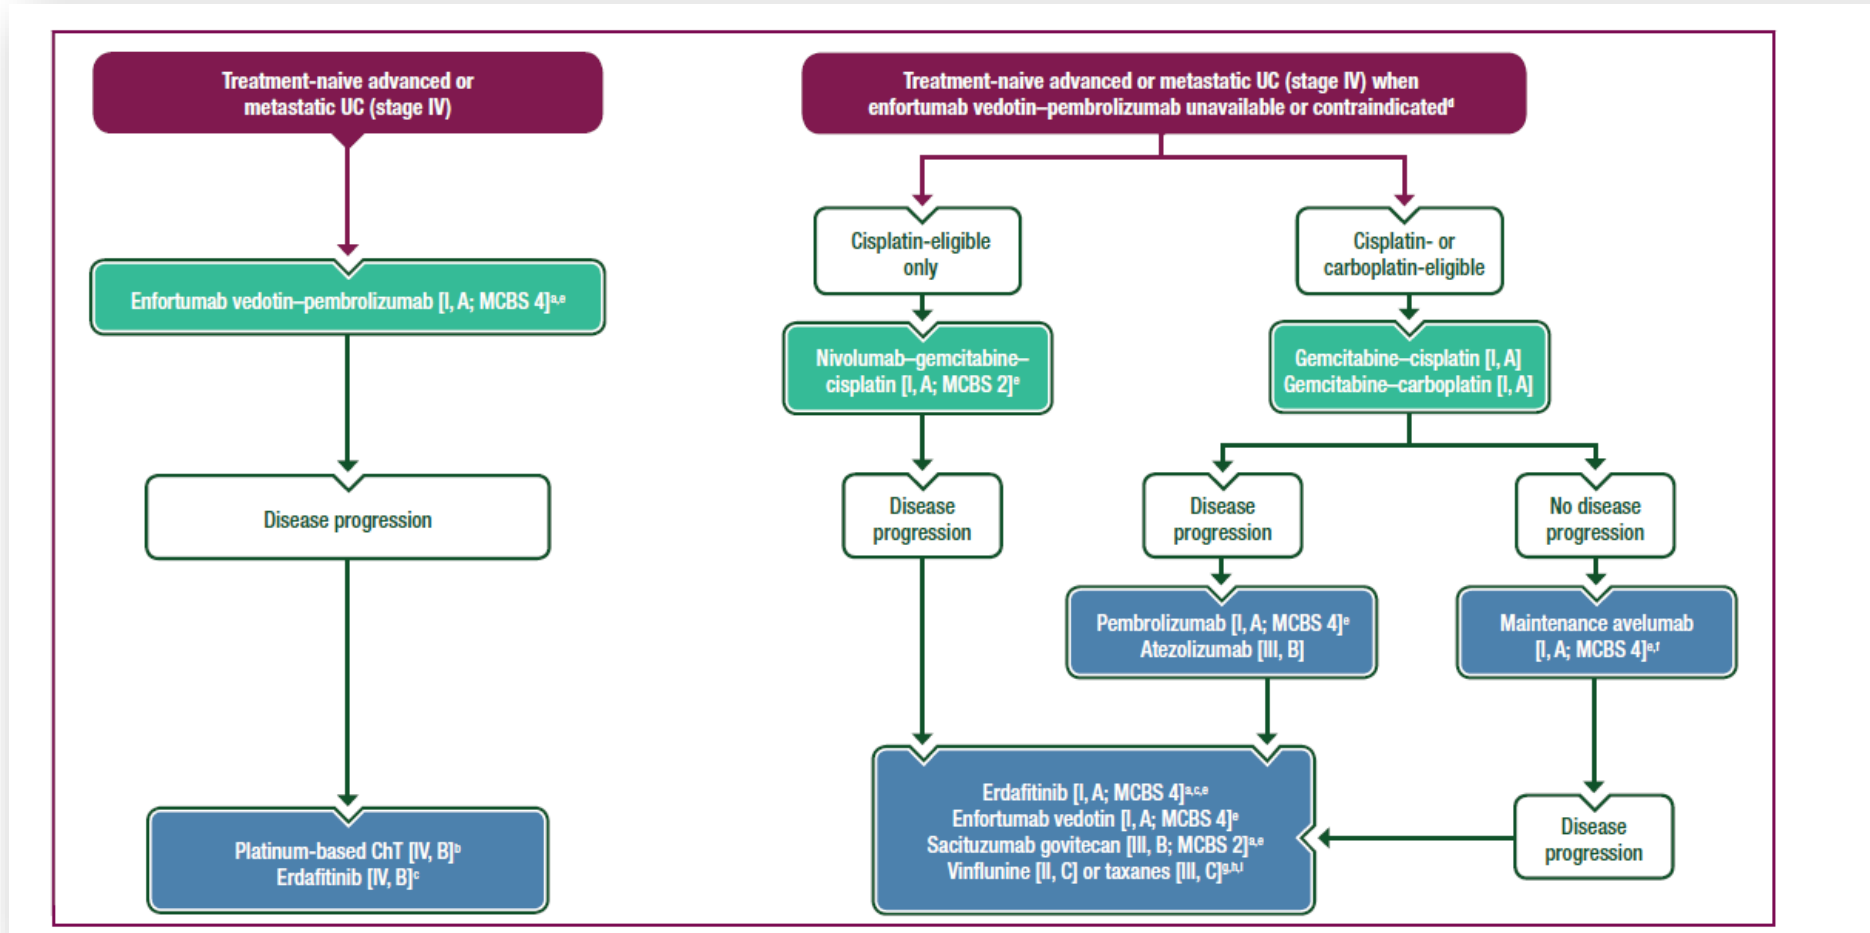 Treatment-naive advanced or
metastatic UC (stage IV)
Enfortumab vedotin–pembrolizumab [I, A; MCBS 4]a,e
Disease progression
Platinum-based ChT [IV, B]b
Erdafitinib [IV, B]c
Treatment-naive advanced or metastatic UC (stage IV) when
enfortumab vedotin–pembrolizumab unavailable or contraindicatedd
Cisplatin-eligible
only
Nivolumab–gemcitabine–
cisplatin [I, A; MCBS 2]e
Disease
progression
Cisplatin- or
carboplatin-eligible
Gemcitabine–cisplatin [I, A]
Gemcitabine–carboplatin [I, A]
Disease
progression
Pembrolizumab [I, A; MCBS 4]e
Atezolizumab [III, B]
No disease
progression
Maintenance avelumab
[I, A; MCBS 4]e,f
Disease
progression
Erdafitinib [I, A; MCBS 4]a,c,e
Enfortumab vedotin [I, A; MCBS 4]e
Sacituzumab govitecan [III, B; MCBS 2]a,e
Vinflunine [II, C] or taxanes [III, C]g,h,i